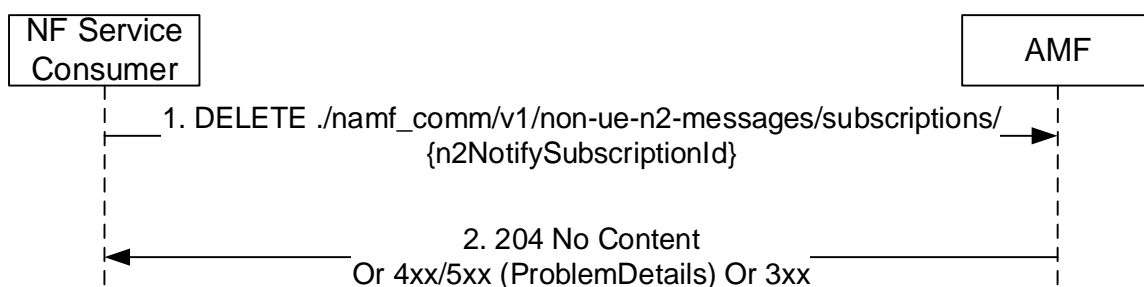 NF Service
Consumer
AMF
1. DELETE ./namf_comm/v1/non-ue-n2-messages/subscriptions/
{n2NotifySubscriptionId}
2. 204 No Content
Or 4xx/5xx (ProblemDetails) Or 3xx